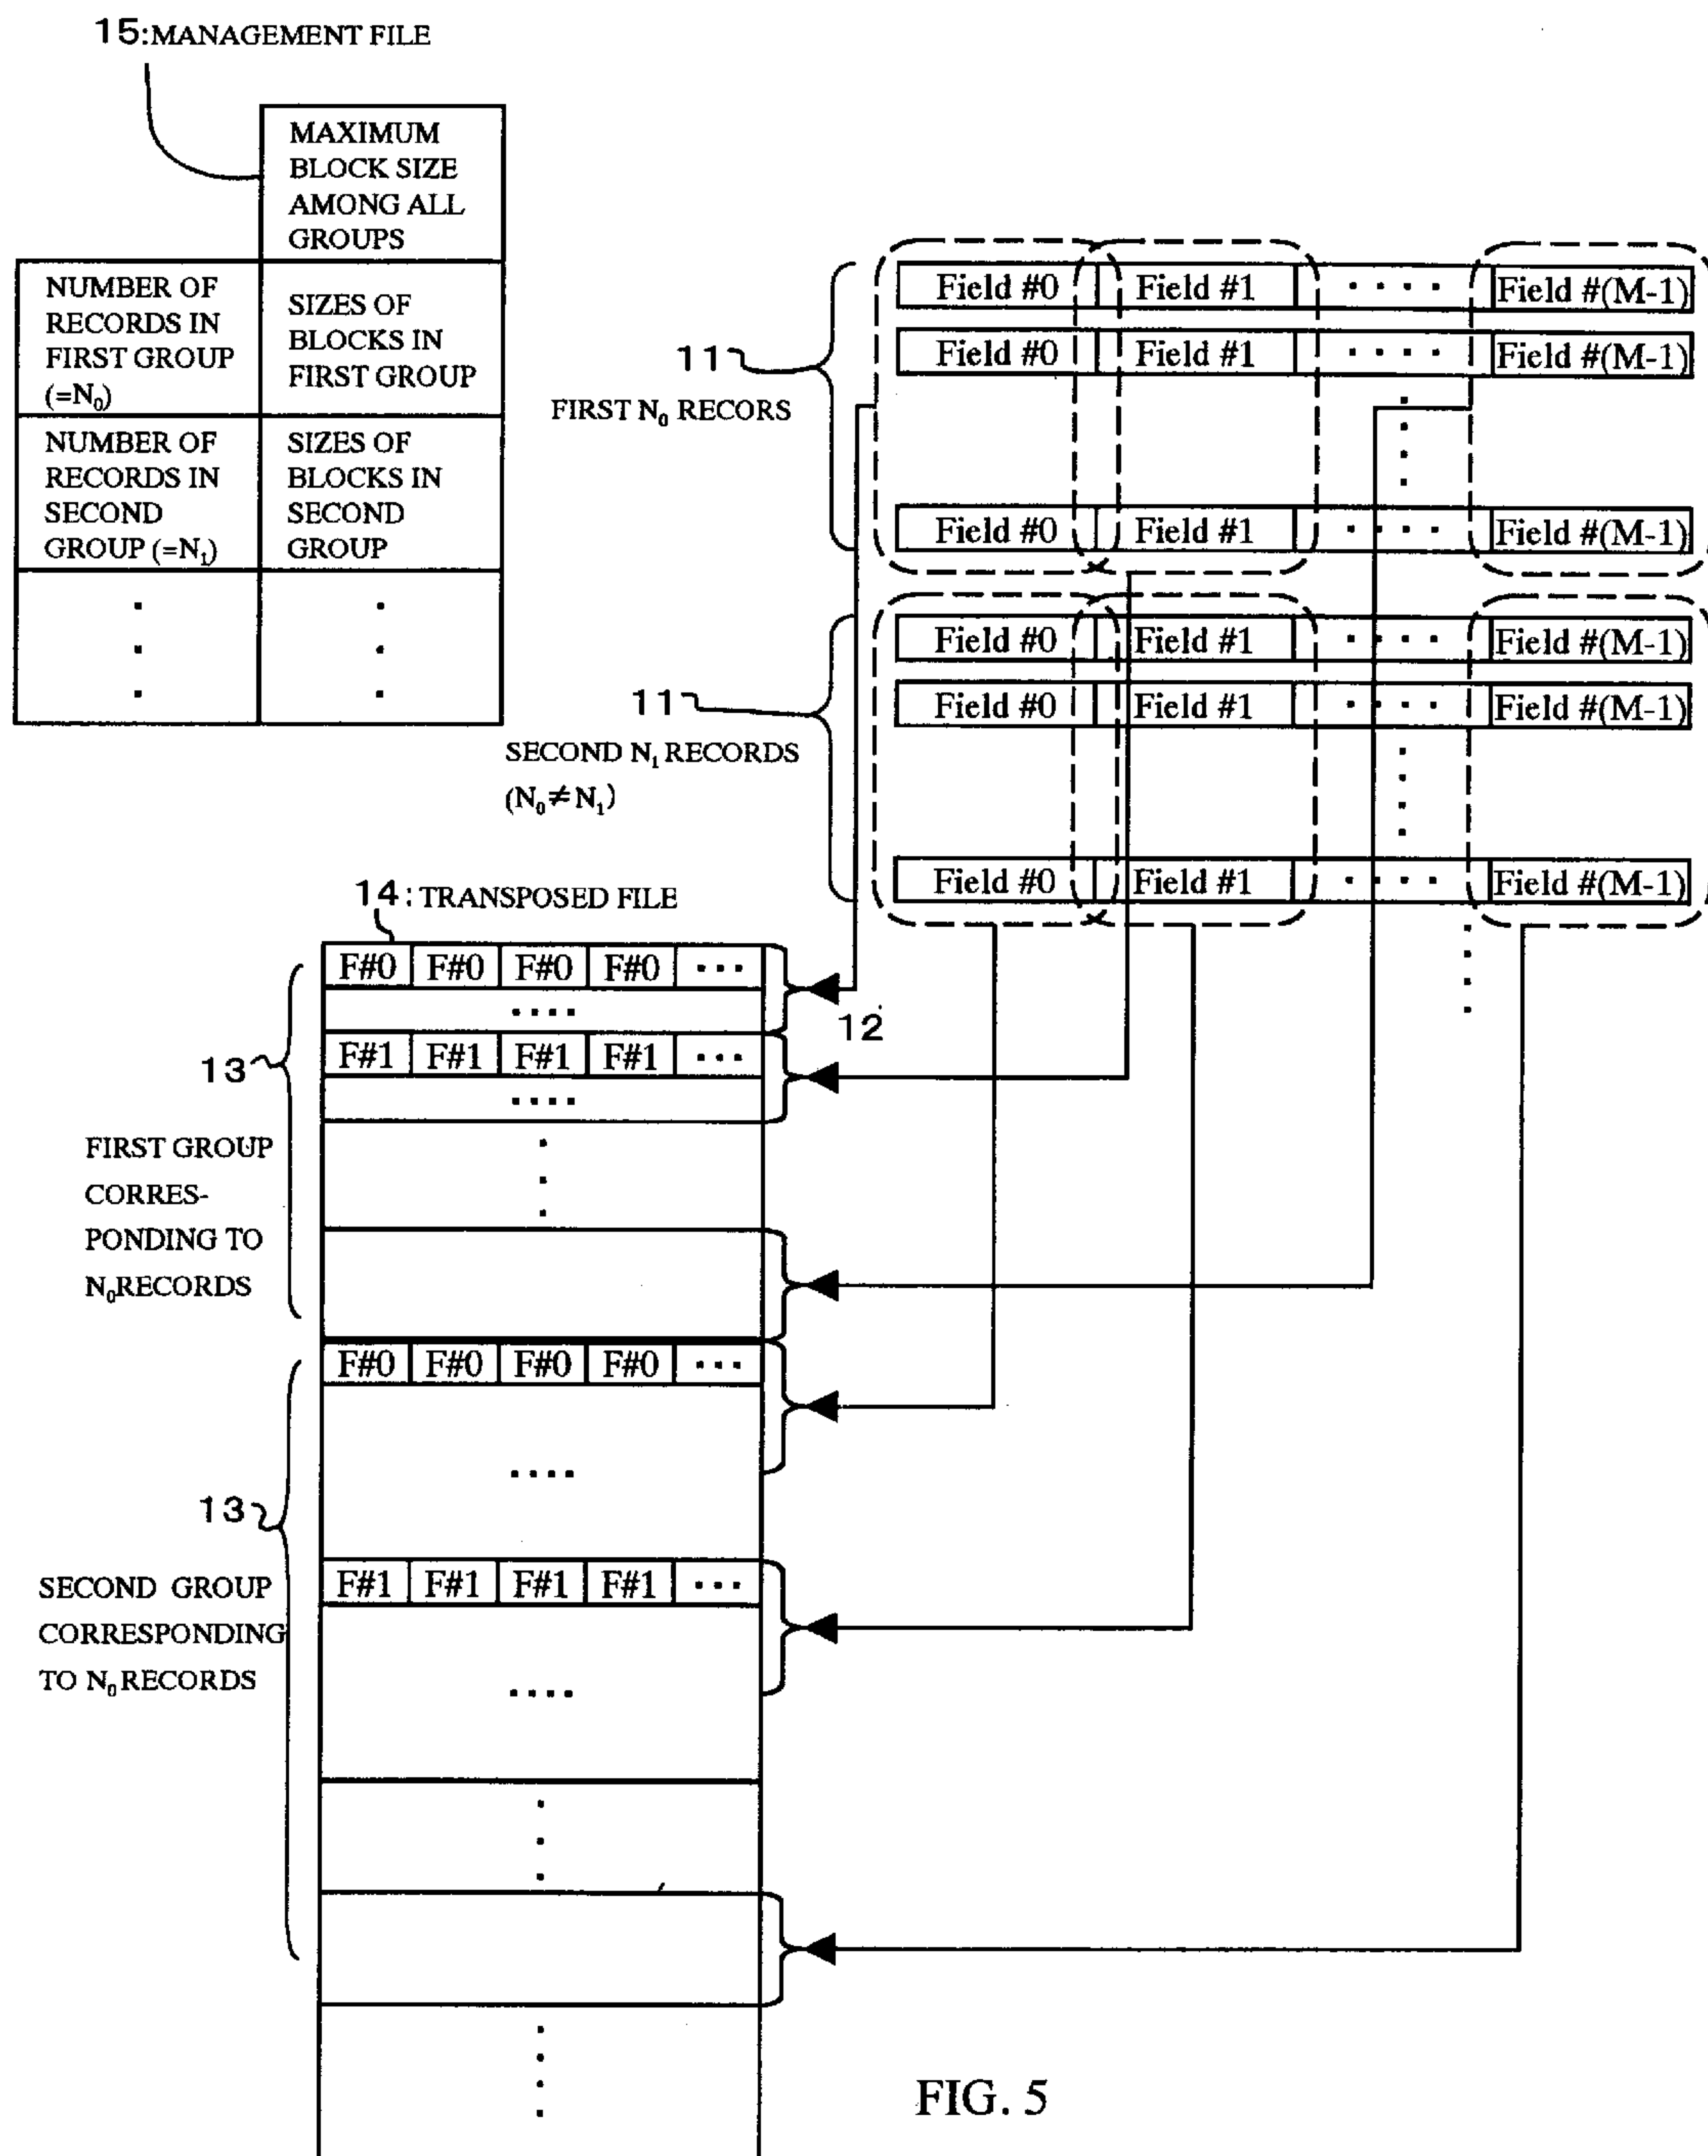 15:MANAGEMENT FILE
MAXIMUM
BLOCK SIZE
AMONG ALL
GROUPS
NUMBER OF
RECORDS IN
FIRST GROUP
(=N₀)
SIZES OF
BLOCKS IN
FIRST GROUP
NUMBER OF
RECORDS IN
SECOND
GROUP (=N₁)
SIZES OF
BLOCKS IN
SECOND
GROUP
11
FIRST N₀ RECORS
Field #0 Field #1 ···· Field #(M-1)
Field #0 Field #1 ···· Field #(M-1)
Field #0 Field #1 ···· Field #(M-1)
11
SECOND N₁ RECORDS
(N₀≠N₁)
Field #0 Field #1 ···· Field #(M-1)
Field #0 Field #1 ···· Field #(M-1)
Field #0 Field #1 ···· Field #(M-1)
14: TRANSPOSED FILE
F#0 F#0 F#0 F#0 ···
····
12
F#1 F#1 F#1 F#1 ···
····
13
FIRST GROUP
CORRES-
PONDING TO
N₀RECORDS
F#0 F#0 F#0 F#0 ···
····
13
SECOND GROUP
CORRESPONDING
TO N₀ RECORDS
F#1 F#1 F#1 F#1 ···
····
FIG. 5